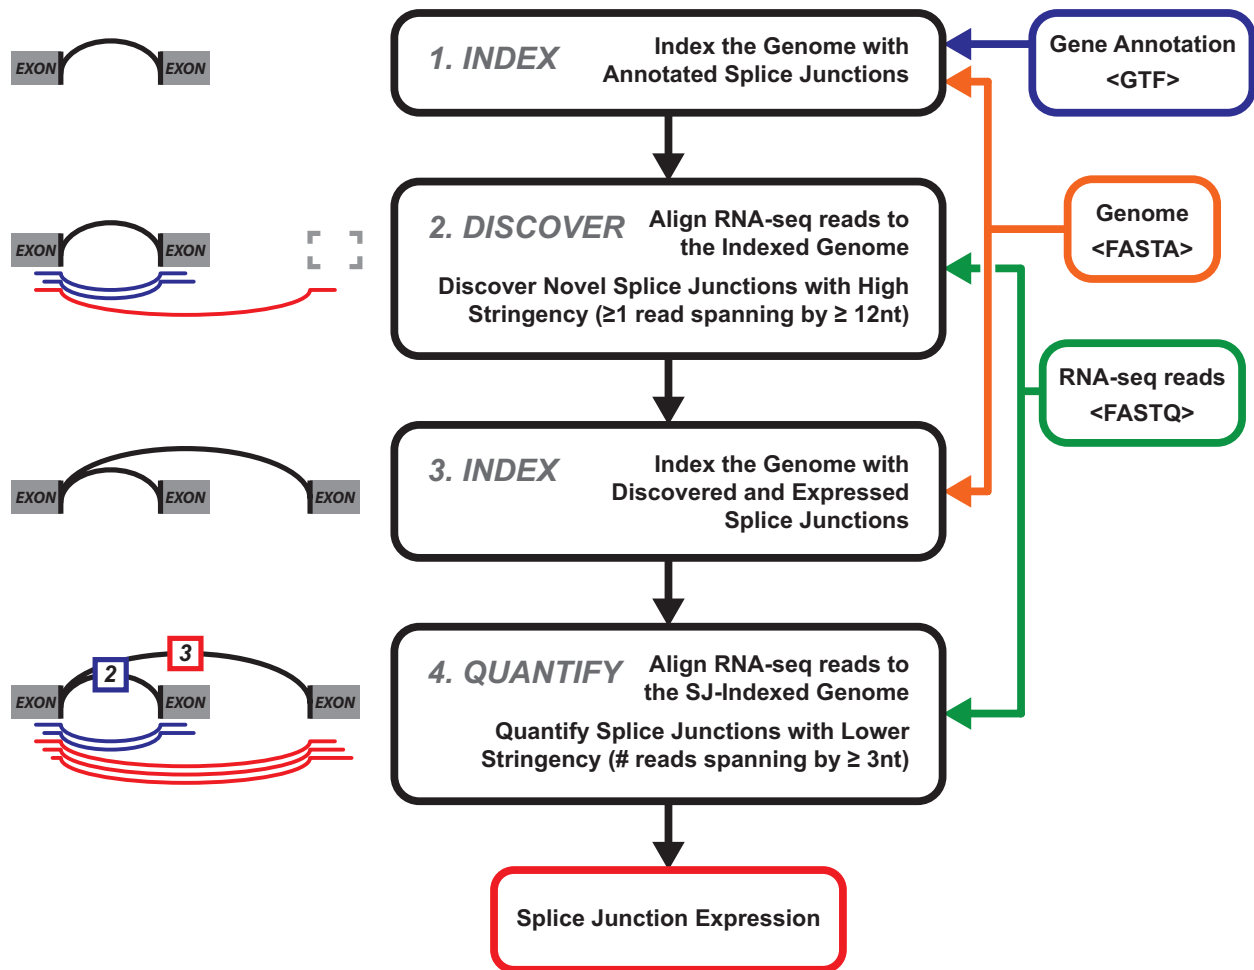 EXON
EXON
1. INDEX
Index the Genome with
Annotated Splice Junctions
Gene Annotation
<GTF>
EXON
EXON
2. DISCOVER
Align RNA-seq reads to
the Indexed Genome
Discover Novel Splice Junctions with High
Stringency (≥1 read spanning by ≥ 12nt)
Genome
<FASTA>
RNA-seq reads
<FASTQ>
EXON
EXON
EXON
3. INDEX
Index the Genome with
Discovered and Expressed
Splice Junctions
3
2
EXON
EXON
EXON
4. QUANTIFY
Align RNA-seq reads to
the SJ-Indexed Genome
Quantify Splice Junctions with Lower
Stringency (# reads spanning by ≥ 3nt)
Splice Junction Expression